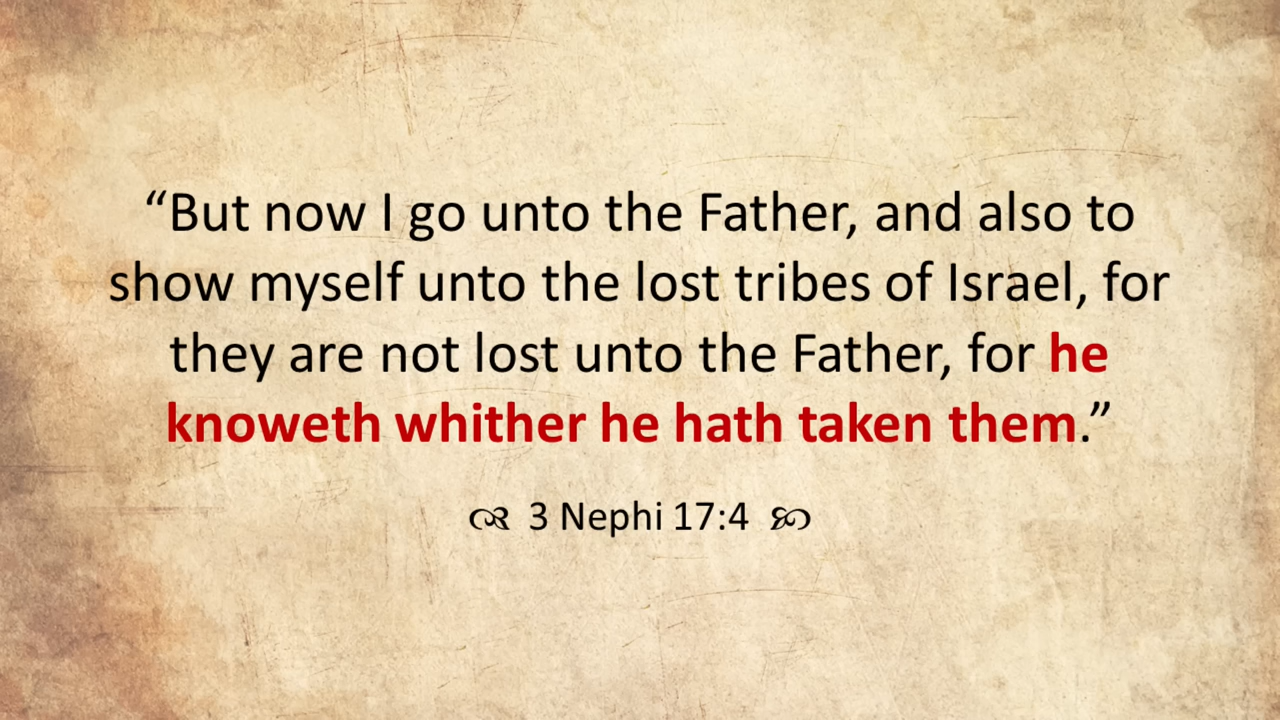 “But now I go unto the Father, and also to
show myself unto the lost tribes of Israel, for
they are not lost unto the Father, for he
knoweth whither he hath taken them.”
3 Nephi 17:4